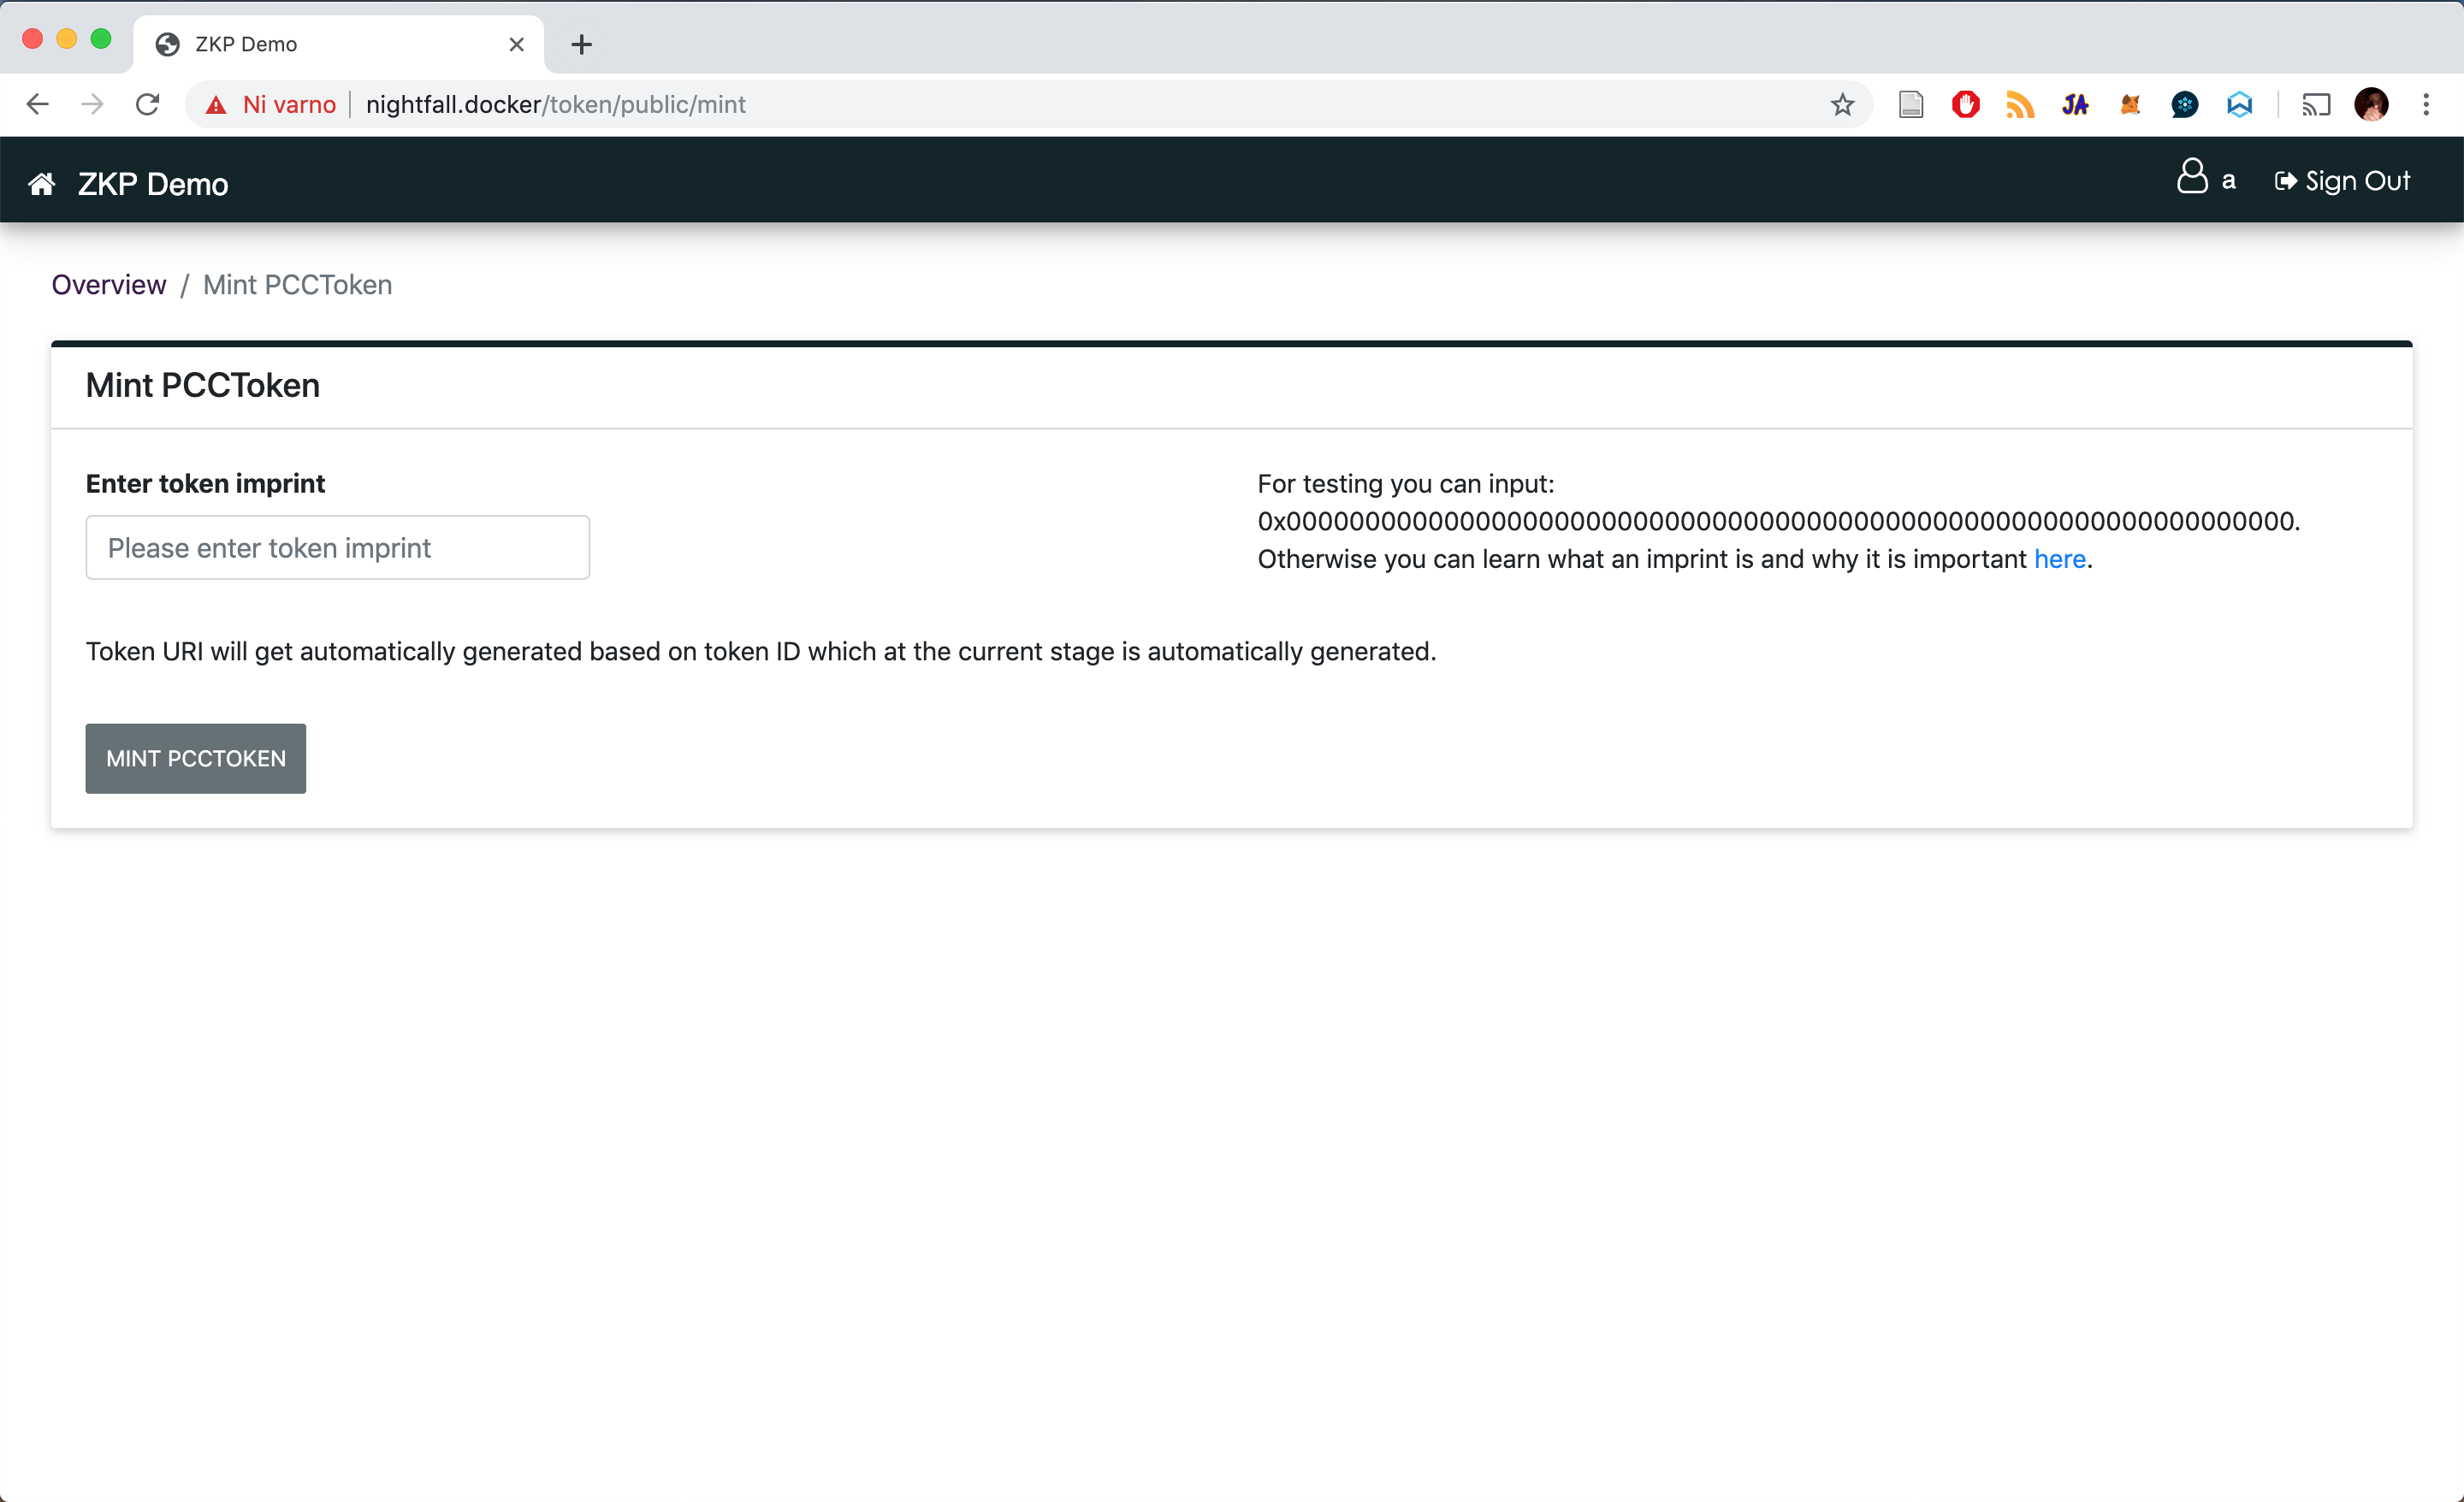 ZKP Demo
Ni varno nightfall.docker/token/public/mint JA
ZKP Demo a Sign Out
Overview / Mint PCCToken
Mint PCCToken
Enter token imprint
Please enter token imprint
For testing you can input:
0x0000000000000000000000000000000000000000000000000000000000000000.
Otherwise you can learn what an imprint is and why it is important here.
Token URI will get automatically generated based on token ID which at the current stage is automatically generated.
MINT PCCTOKEN